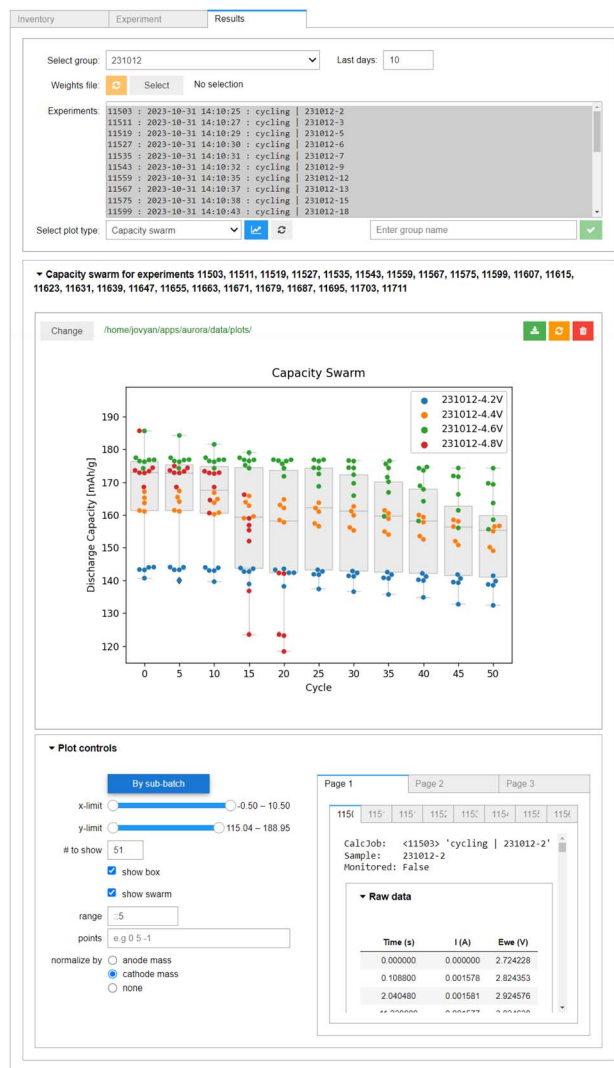 Inventory
Experiment
Results
Select group: 231012 Last days: 10
Weights file: Select No selection
Experiments:
11503 : 2023-10-31 14:10:25 : cycling | 231012-2
11511 : 2023-10-31 14:10:27 : cycling | 231012-3
11519 : 2023-10-31 14:10:29 : cycling | 231012-5
11527 : 2023-10-31 14:10:30 : cycling | 231012-6
11535 : 2023-10-31 14:10:31 : cycling | 231012-7
11543 : 2023-10-31 14:10:32 : cycling | 231012-9
11559 : 2023-10-31 14:10:35 : cycling | 231012-12
11567 : 2023-10-31 14:10:37 : cycling | 231012-13
11575 : 2023-10-31 14:10:38 : cycling | 231012-15
11599 : 2023-10-31 14:10:43 : cycling | 231012-18
Select plot type: Capacity swarm Enter group name
Capacity swarm for experiments 11503, 11511, 11519, 11527, 11535, 11543, 11559, 11567, 11575, 11599, 11607, 11615,
11623, 11631, 11639, 11647, 11655, 11663, 11671, 11679, 11687, 11695, 11703, 11711
Change /home/jovyan/apps/aurora/data/plots/
Capacity Swarm
231012-4.2V
231012-4.4V
231012-4.6V
231012-4.8V
Discharge Capacity [mAh/g]
190
180
170
160
150
140
130
120
0 5 10 15 20 25 30 35 40 45 50
Cycle
Plot controls
By sub-batch
x-limit -0.50 – 10.50
y-limit 115.04 – 188.95
# to show 51
show box
show swarm
range ::5
points e.g 0 5 -1
normalize by anode mass
cathode mass
none
Page 1 Page 2 Page 3
CalcJob: <11503> 'cycling | 231012-2'
Sample: 231012-2
Monitored: False
Raw data
Time (s) I (A) Ewe (V)
0.000000 0.000000 2.724228
0.108800 0.001578 2.824353
2.040480 0.001581 2.924576